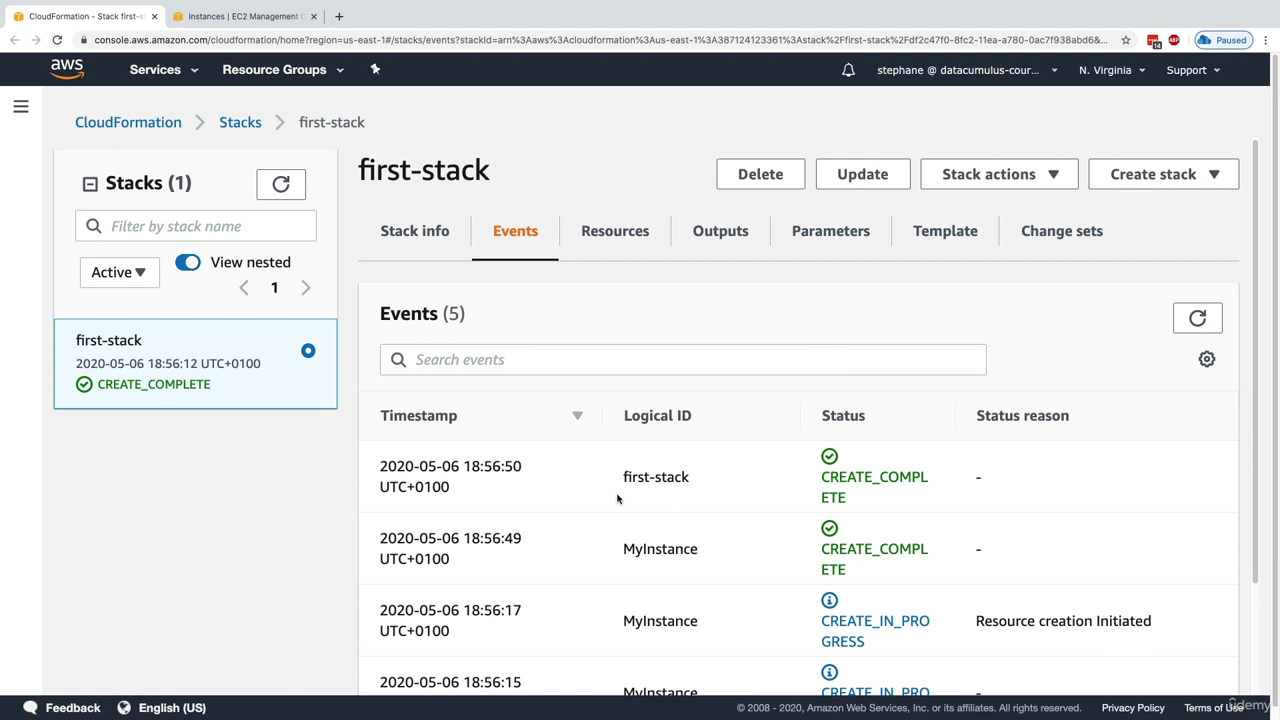 CloudFormation - Stack first-s
Instances | EC2 Management C
console.aws.amazon.com/cloudformation/home?region=us-east-1#/stacks/events?stackId=arn%3Aaws%3Acloudformation%3Aus-east-1%3A387124123361%3Astack%2Ffirst-stack%2Fdf2c47f0-8fc2-11ea-a780-0ac7f938abd6&...
14
ABP
Paused
aws
Services
Resource Groups
stephane @ datacumulus-cour...
N. Virginia
Support
CloudFormation
Stacks
first-stack
Stacks (1)
Filter by stack name
Active
View nested
1
first-stack
2020-05-06 18:56:12 UTC+0100
CREATE_COMPLETE
first-stack
Delete
Update
Stack actions
Create stack
Stack info
Events
Resources
Outputs
Parameters
Template
Change sets
Events (5)
Search events
Timestamp
Logical ID
Status
Status reason
2020-05-06 18:56:50
UTC+0100
first-stack
CREATE_COMPL
ETE
-
2020-05-06 18:56:49
UTC+0100
MyInstance
CREATE_COMPL
ETE
-
2020-05-06 18:56:17
UTC+0100
MyInstance
CREATE_IN_PRO
GRESS
Resource creation Initiated
2020-05-06 18:56:15
MyInstance
CREATE_IN_PRO
-
Feedback
English (US)
© 2008 - 2020, Amazon Web Services, Inc. or its affiliates. All rights reserved.
Privacy Policy
Terms of Use
Udemy